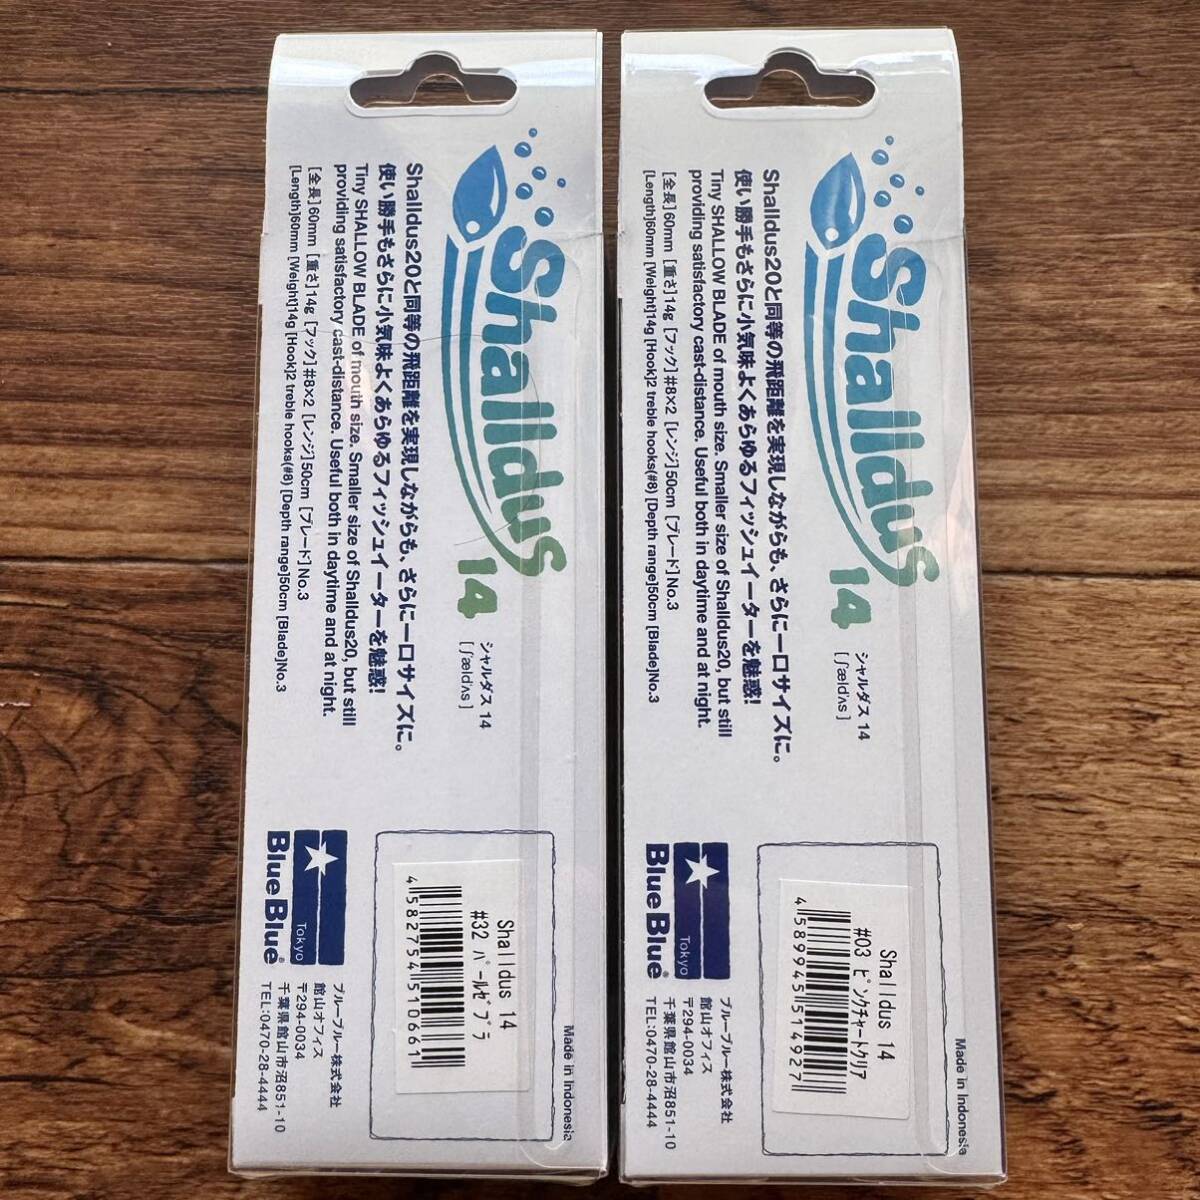 Shalldus 14
シャルダス 14
[ʃ'æld'ʌs]
Shalldus20と同等の飛距離を実現しながらも、さらに一口サイズに。
使い勝手もさらに小気味よくあらゆるフィッシュイーターを魅惑!
Tiny SHALLOW BLADE of mouth size. Smaller size of Shalldus20, but still
providing satisfactory cast-distance. Useful both in daytime and at night.
[全長]60mm [重さ]14g [フック]#8×2 [レンジ]50cm [ブレード]No.3
[Length]60mm [Weight]14g [Hook]2 treble hooks(#8) [Depth range]50cm [Blade]No.3
Shalldus 14
#32 パールゼブラ
4582754510661
Made in Indonesia
Tokyo
BlueBlue®
ブルーブルー株式会社
館山オフィス
〒294-0034
千葉県館山市沼851-10
TEL:0470-28-4444
Shalldus 14
シャルダス 14
[ʃ'æld'ʌs]
Shalldus20と同等の飛距離を実現しながらも、さらに一口サイズに。
使い勝手もさらに小気味よくあらゆるフィッシュイーターを魅惑!
Tiny SHALLOW BLADE of mouth size. Smaller size of Shalldus20, but still
providing satisfactory cast-distance. Useful both in daytime and at night.
[全長]60mm [重さ]14g [フック]#8×2 [レンジ]50cm [ブレード]No.3
[Length]60mm [Weight]14g [Hook]2 treble hooks(#8) [Depth range]50cm [Blade]No.3
Shalldus 14
#03 ピンクチャートクリア
4589945514927
Made in Indonesia
Tokyo
BlueBlue®
ブルーブルー株式会社
館山オフィス
〒294-0034
千葉県館山市沼851-10
TEL:0470-28-4444